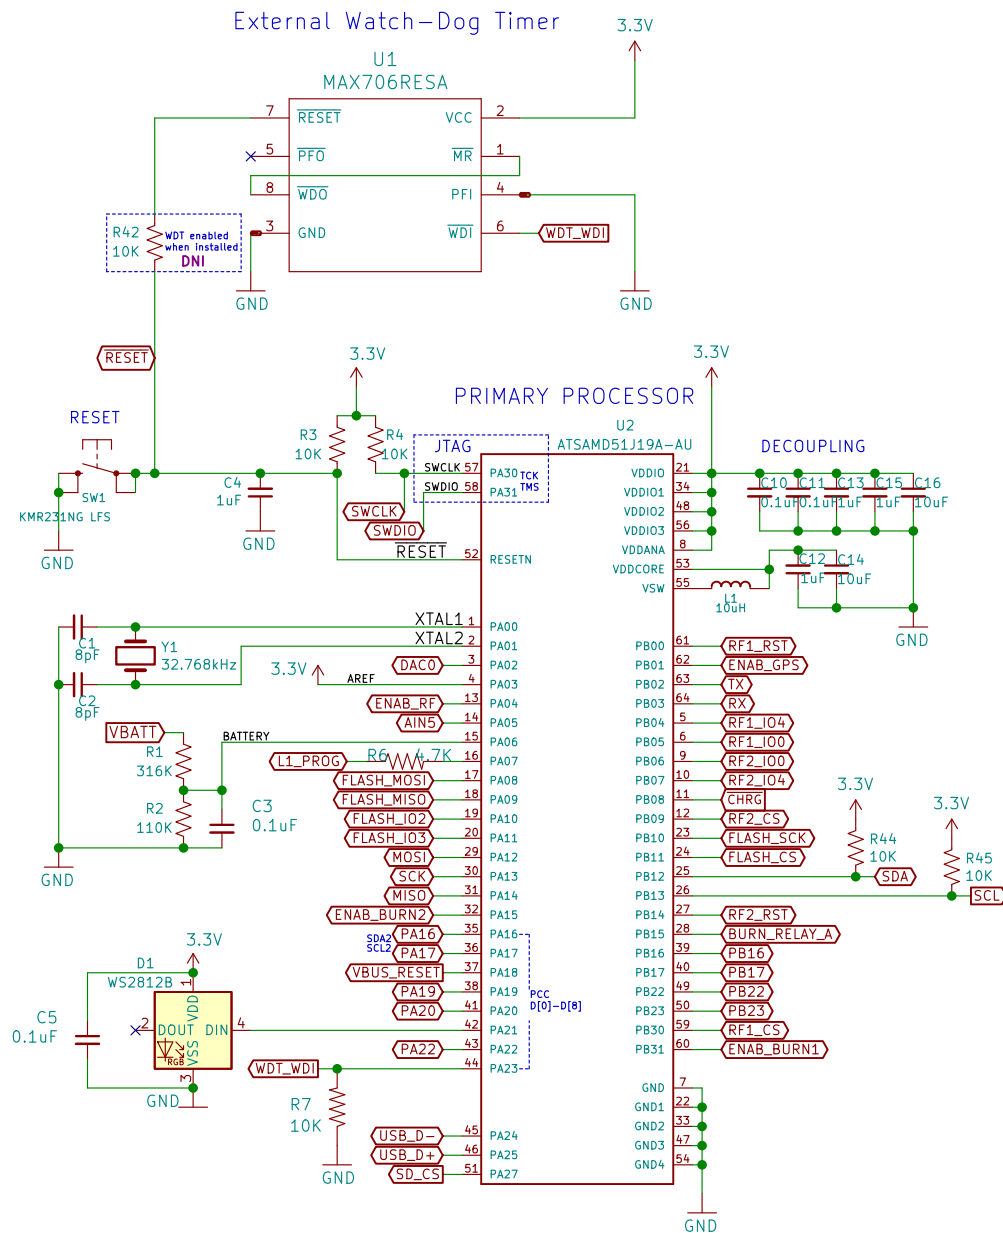 External Watch-Dog Timer
3.3V
U1
MAX706RESA
7 RESET VCC 2
5 PFO MR 1
8 WDO PFI 4
3 GND WDI 6 WDT_WDI
R42
10K
WDT enabled
when installed
DNI
GND
GND
RESET
3.3V
3.3V
PRIMARY PROCESSOR
RESET
U2
ATSAMD51J19A-AU
DECOUPLING
R3
10K
R4
10K
JTAG
SWCLK 57 PA30 TCK
SWDIO 58 PA31 TMS
SW1
KMR231NG LFS
C4
1uF
SWCLK
SWDIO
RESET
52 RESETN
GND
GND
VDDIO 21
VDDIO1 34
VDDIO2 48
VDDIO3 56
VDDANA 8
VDDCORE 53
VSW 55
C10
0.1uF
C11
0.1uF
C13
1uF
C15
1uF
C16
10uF
C12
1uF
C14
10uF
L1
10uH
GND
XTAL1 1 PA00
XTAL2 2 PA01
C1
8pF
Y1
32.768kHz
C2
8pF
DAC0 3 PA02
3.3V AREF 4 PA03
ENAB_RF 13 PA04
AIN5 14 PA05
VBATT
BATTERY 15 PA06
R1
316K
L1_PROG R6 4.7K 16 PA07
FLASH_MOSI 17 PA08
FLASH_MISO 18 PA09
R2
110K
C3
0.1uF
FLASH_IO2 19 PA10
FLASH_IO3 20 PA11
MOSI 29 PA12
GND
SCK 30 PA13
MISO 31 PA14
ENAB_BURN2 32 PA15
SDA2
SCL2
PA16 35 PA16
PA17 36 PA17
VBUS_RESET 37 PA18
PA19 38 PA19
PA20 41 PA20
42 PA21
PA22 43 PA22
WDT_WDI 44 PA23
PCC
D[0]-D[8]
USB_D- 45 PA24
USB_D+ 46 PA25
SD_CS 51 PA27
PB00 61 RF1_RST
PB01 62 ENAB_GPS
PB02 63 TX
PB03 64 RX
PB04 5 RF1_IO4
PB05 6 RF1_IO0
PB06 9 RF2_IO0
PB07 10 RF2_IO4
PB08 11 CHRG
PB09 12 RF2_CS
PB10 23 FLASH_SCK
PB11 24 FLASH_CS
PB12 25 SDA
PB13 26 SCL
PB14 27 RF2_RST
PB15 28 BURN_RELAY_A
PB16 39 PB16
PB17 40 PB17
PB22 49 PB22
PB23 50 PB23
PB30 59 RF1_CS
PB31 60 ENAB_BURN1
GND 7
GND1 22
GND2 33
GND3 47
GND4 54
GND
3.3V
R44
10K
3.3V
R45
10K
3.3V
D1
WS2812B
C5
0.1uF
1 VDD
2 DOUT DIN 4
RGB
VSS 3
GND
R7
10K
GND